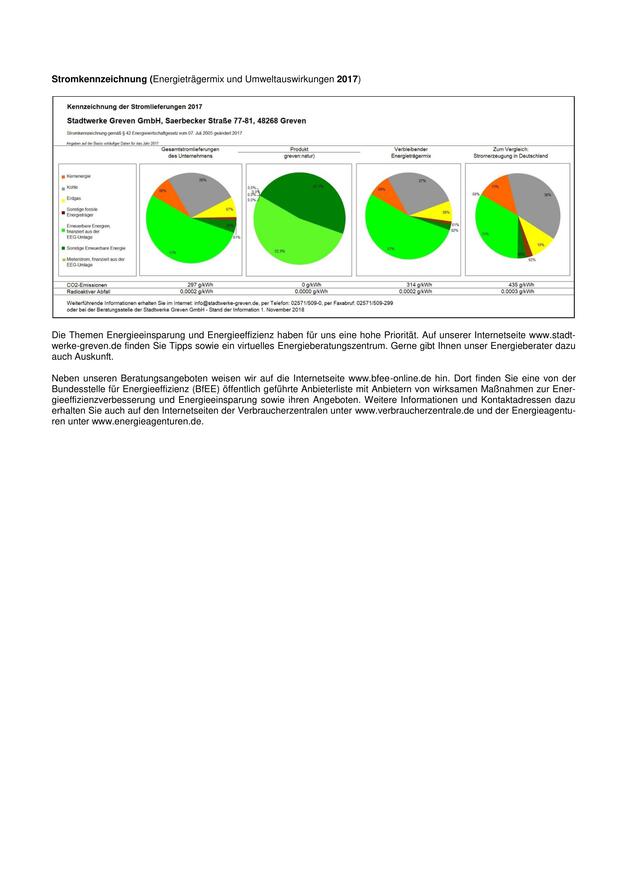 Stromkennzeichnung (Energieträgermix und Umweltauswirkungen 2017)
Kennzeichnung der Stromlieferungen 2017
Stadtwerke Greven GmbH, Saerbecker Straße 77-81, 48268 Greven
Stromkennzeichnung gemäß § 42 Energiewirtschaftsgesetz vom 07. Juli 2005 geändert 2017
Angaben auf der Basis vorläufiger Daten für das Jahr 2017
Gesamtstromlieferungen des Unternehmens
Produkt greven:natur)
Verbleibender Energieträgermix
Zum Vergleich: Stromerzeugung in Deutschland
Kernenergie
Kohle
Erdgas
Sonstige fossile
Energieträger
Erneuerbare Energien,
finanziert aus der
EEG-Umlage
Sonstige Erneuerbare Energie
Mieterstrom, finanziert aus der
EEG-Umlage
CO2-Emissionen 297 g/kWh 0 g/kWh 314 g/kWh 435 g/kWh
Radioaktiver Abfall 0.0002 g/kWh 0.0000 g/kWh 0.0002 g/kWh 0.0003 g/kWh
Weiterführende Informationen erhalten Sie im Internet: info@stadtwerke-greven.de, per Telefon: 02571/509-0, per Faxabruf: 02571/509-299
oder bei der Beratungsstelle der Stadtwerke Greven GmbH - Stand der Information 1. November 2018
Die Themen Energieeinsparung und Energieeffizienz haben für uns eine hohe Priorität. Auf unserer Internetseite www.stadt-
werke-greven.de finden Sie Tipps sowie ein virtuelles Energieberatungszentrum. Gerne gibt Ihnen unser Energieberater dazu
auch Auskunft.
Neben unseren Beratungsangeboten weisen wir auf die Internetseite www.bfee-online.de hin. Dort finden Sie eine von der
Bundesstelle für Energieeffizienz (BfEE) öffentlich geführte Anbieterliste mit Anbietern von wirksamen Maßnahmen zur Ener-
gieeffizienzverbesserung und Energieeinsparung sowie ihren Angeboten. Weitere Informationen und Kontaktadressen dazu
erhalten Sie auch auf den Internetseiten der Verbraucherzentralen unter www.verbraucherzentrale.de und der Energieagentu-
ren unter www.energieagenturen.de.